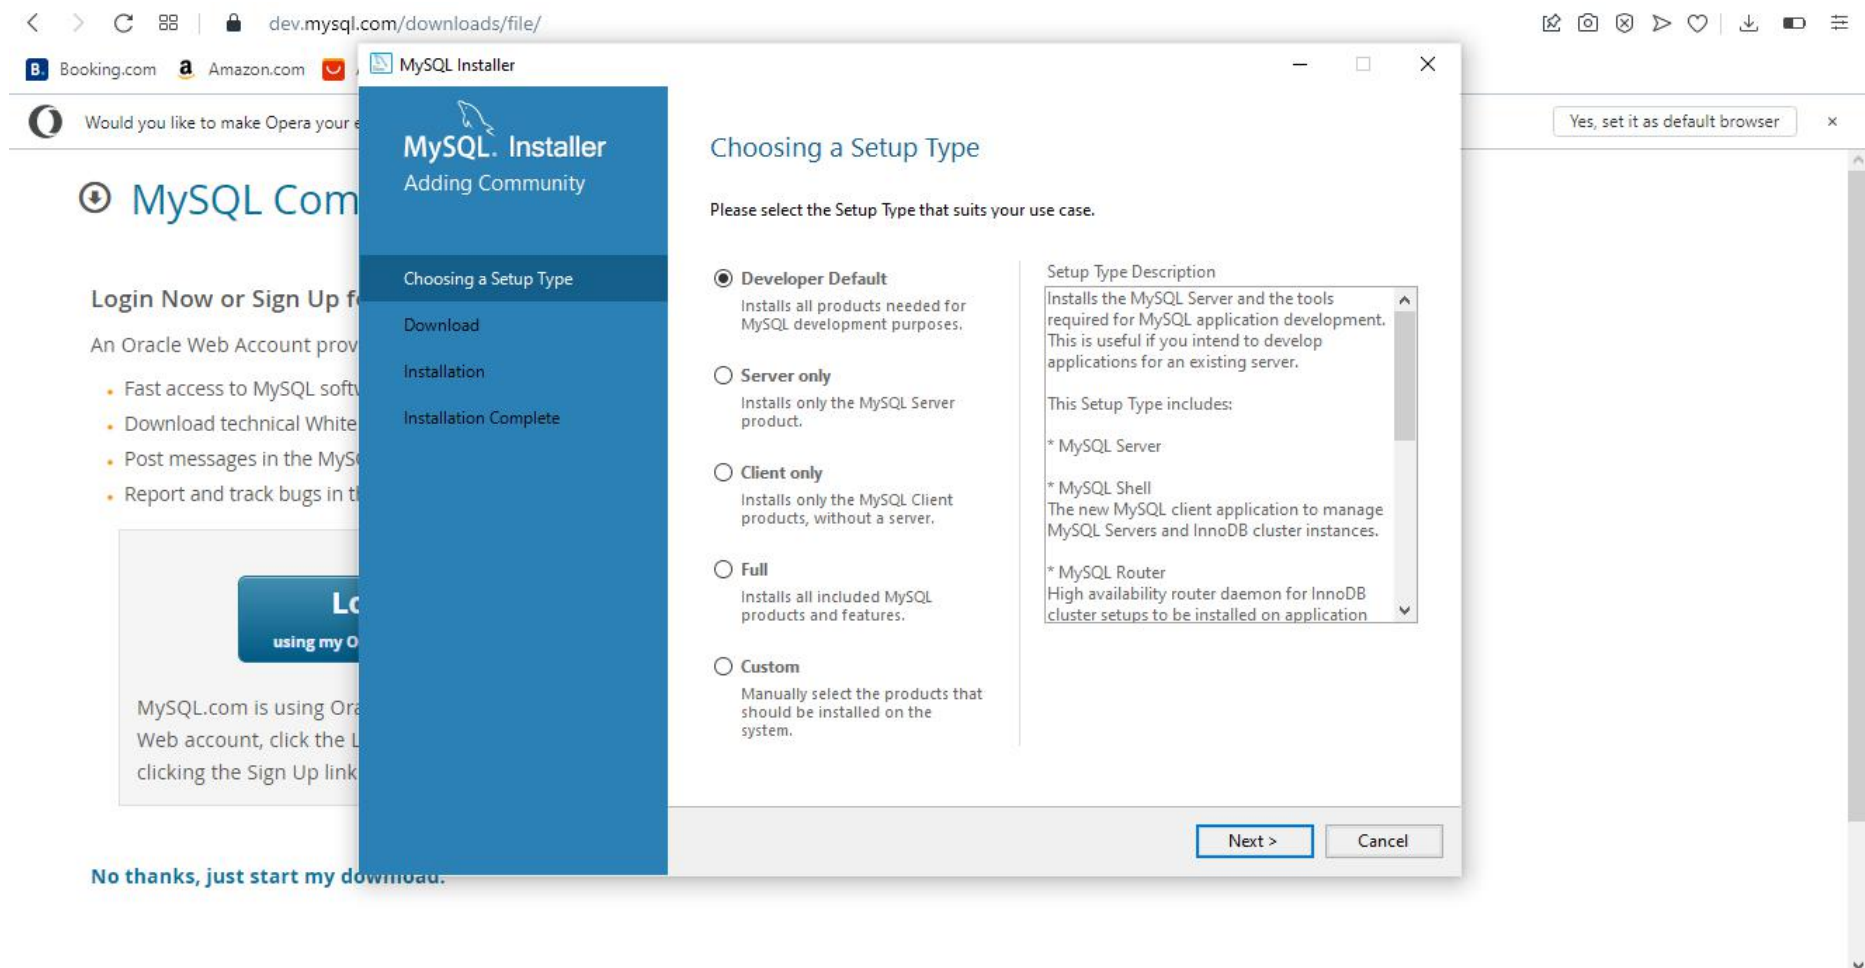 dev.mysql.com/downloads/file/
B. Booking.com a Amazon.com
MySQL Installer
Would you like to make Opera your
Yes, set it as default browser
MySQL Com
Login Now or Sign Up
An Oracle Web Account
Fast access to MySQL
Download technical White
Post messages in the
Report and track bugs in
using my
MySQL.com is using
Web account, click the
clicking the Sign Up link
No thanks, just start my download.
MySQL. Installer
Adding Community
Choosing a Setup Type
Download
Installation
Installation Complete
Choosing a Setup Type
Please select the Setup Type that suits your use case.
Developer Default
Installs all products needed for
MySQL development purposes.
Server only
Installs only the MySQL Server
product.
Client only
Installs only the MySQL Client
products, without a server.
Full
Installs all included MySQL
products and features.
Custom
Manually select the products that
should be installed on the
system.
Setup Type Description
Installs the MySQL Server and the tools
required for MySQL application development.
This is useful if you intend to develop
applications for an existing server.
This Setup Type includes:
* MySQL Server
* MySQL Shell
The new MySQL client application to manage
MySQL Servers and InnoDB cluster instances.
* MySQL Router
High availability router daemon for InnoDB
cluster setups to be installed on application
Next >
Cancel